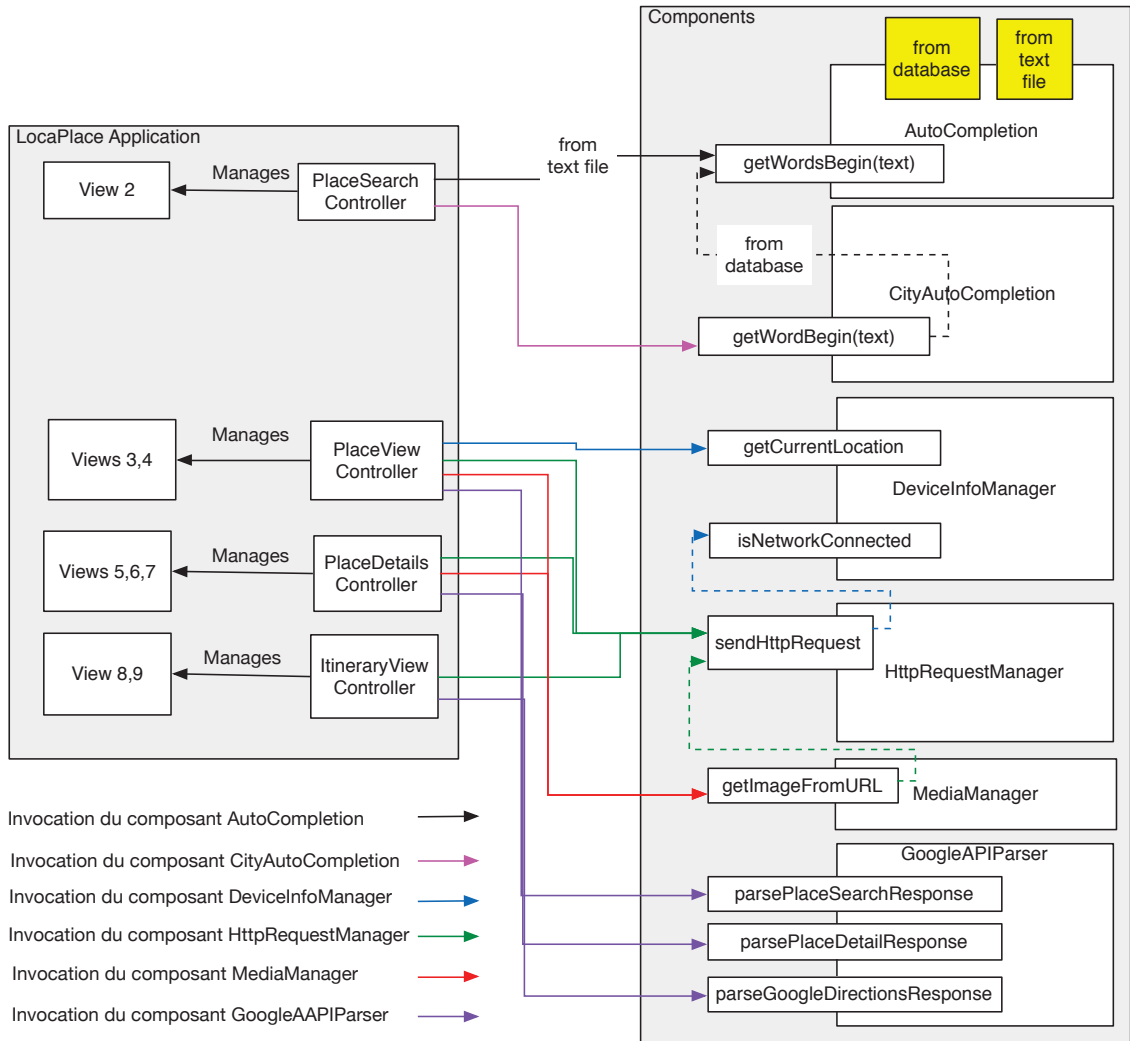 Components
from
database
from
text
file
AutoCompletion
getWordsBegin(text)
from
database
CityAutoCompletion
getWordBegin(text)
getCurrentLocation
DeviceInfoManager
isNetworkConnected
sendHttpRequest
HttpRequestManager
getImageFromURL
MediaManager
GoogleAPIParser
parsePlaceSearchResponse
parsePlaceDetailResponse
parseGoogleDirectionsResponse
LocaPlace Application
from
text file
View 2
Manages
PlaceSearch
Controller
Views 3,4
Manages
PlaceView
Controller
Views 5,6,7
Manages
PlaceDetails
Controller
View 8,9
Manages
ItineraryView
Controller
Invocation du composant AutoCompletion
Invocation du composant CityAutoCompletion
Invocation du composant DeviceInfoManager
Invocation du composant HttpRequestManager
Invocation du composant MediaManager
Invocation du composant GoogleAAPIParser